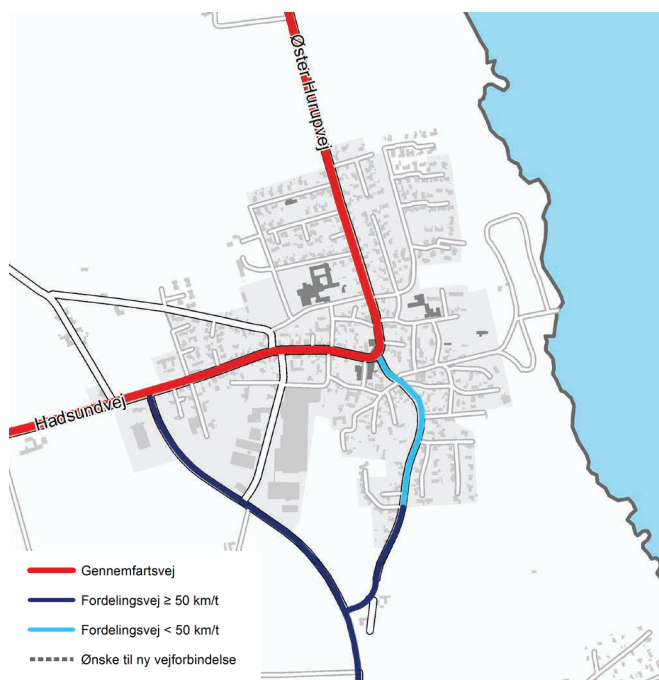 Øster Hurupvej
Hadsundvej
Gennemfartsvej
Fordelingsvej ≥ 50 km/t
Fordelingsvej < 50 km/t
Ønske til ny vejforbindelse